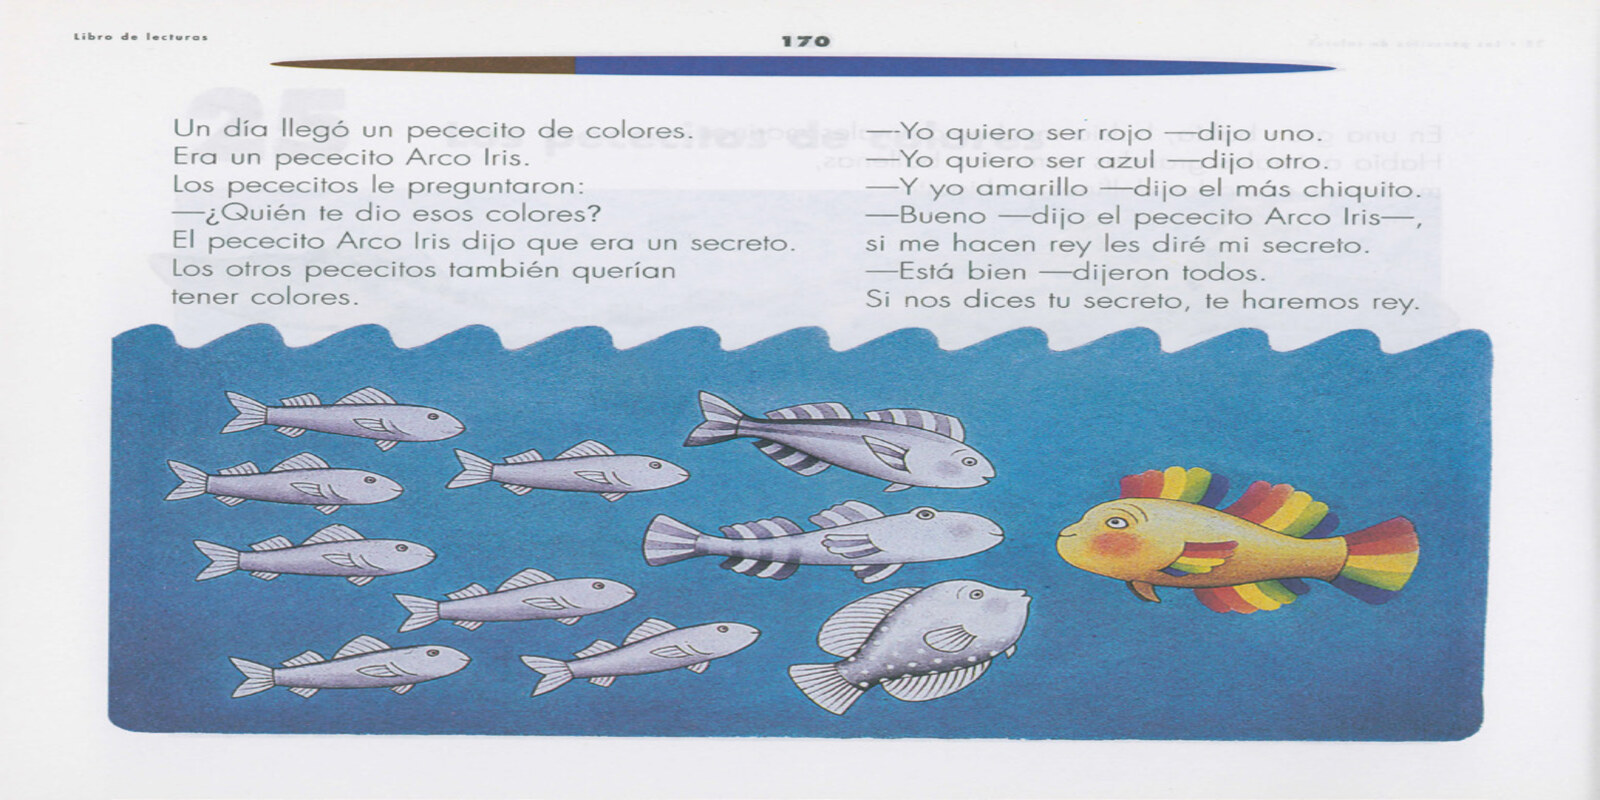 Libro de lecturas
170
Un día llegó un pececito de colores.
Era un pececito Arco Iris.
Los pececitos le preguntaron:
—¿Quién te dio esos colores?
El pececito Arco Iris dijo que era un secreto.
Los otros pececitos también querían
tener colores.
—Yo quiero ser rojo —dijo uno.
—Yo quiero ser azul —dijo otro.
—Y yo amarillo —dijo el más chiquito.
—Bueno —dijo el pececito Arco Iris—,
si me hacen rey les diré mi secreto.
—Está bien —dijeron todos.
Si nos dices tu secreto, te haremos rey.